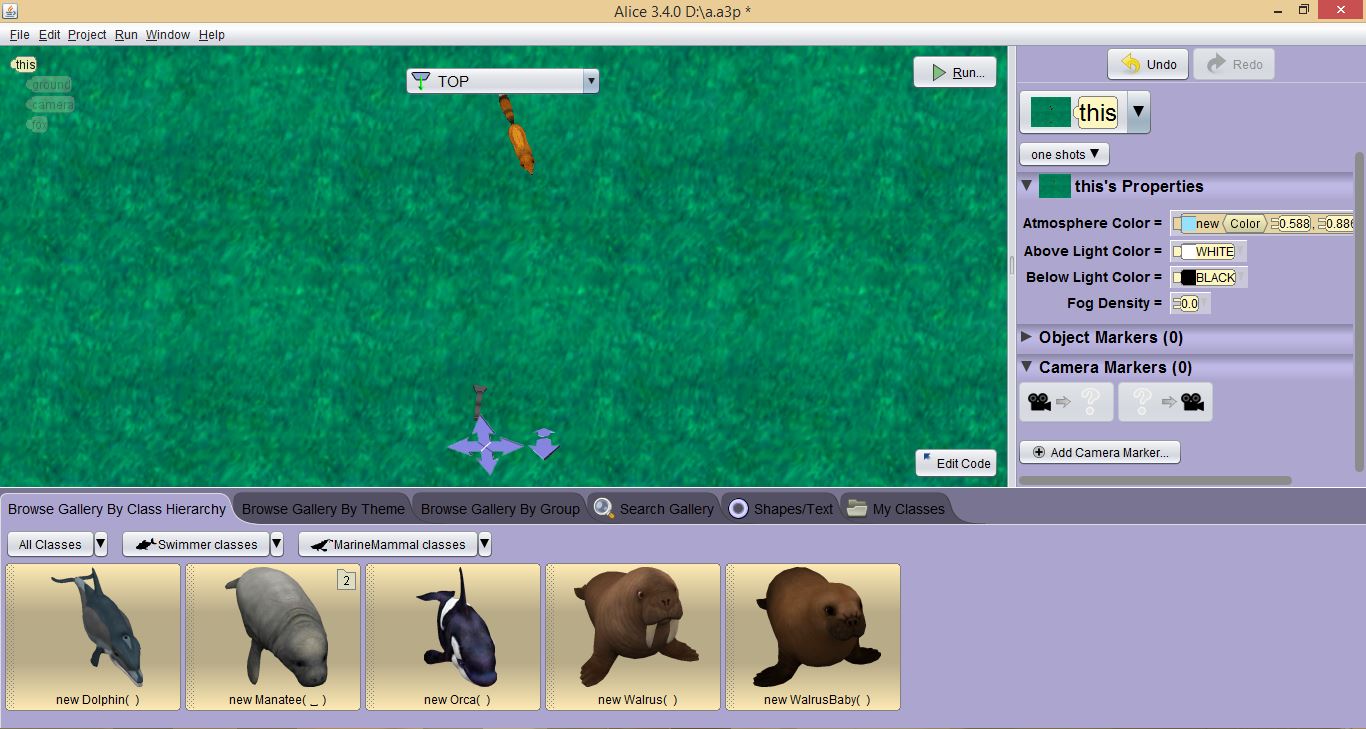 Alice 3.4.0 D:\a.a3p *
File Edit Project Run Window Help
this
ground
camera
fox
TOP
Run...
Edit Code
Undo
Redo
this
one shots
this's Properties
Atmosphere Color = new Color 0.588, 0.886
Above Light Color = WHITE
Below Light Color = BLACK
Fog Density = 0.0
Object Markers (0)
Camera Markers (0)
Add Camera Marker...
Browse Gallery By Class Hierarchy
Browse Gallery By Theme
Browse Gallery By Group
Search Gallery
Shapes/Text
My Classes
All Classes
Swimmer classes
MarineMammal classes
2
new Dolphin( )
new Manatee( _ )
new Orca( )
new Walrus( )
new WalrusBaby( )